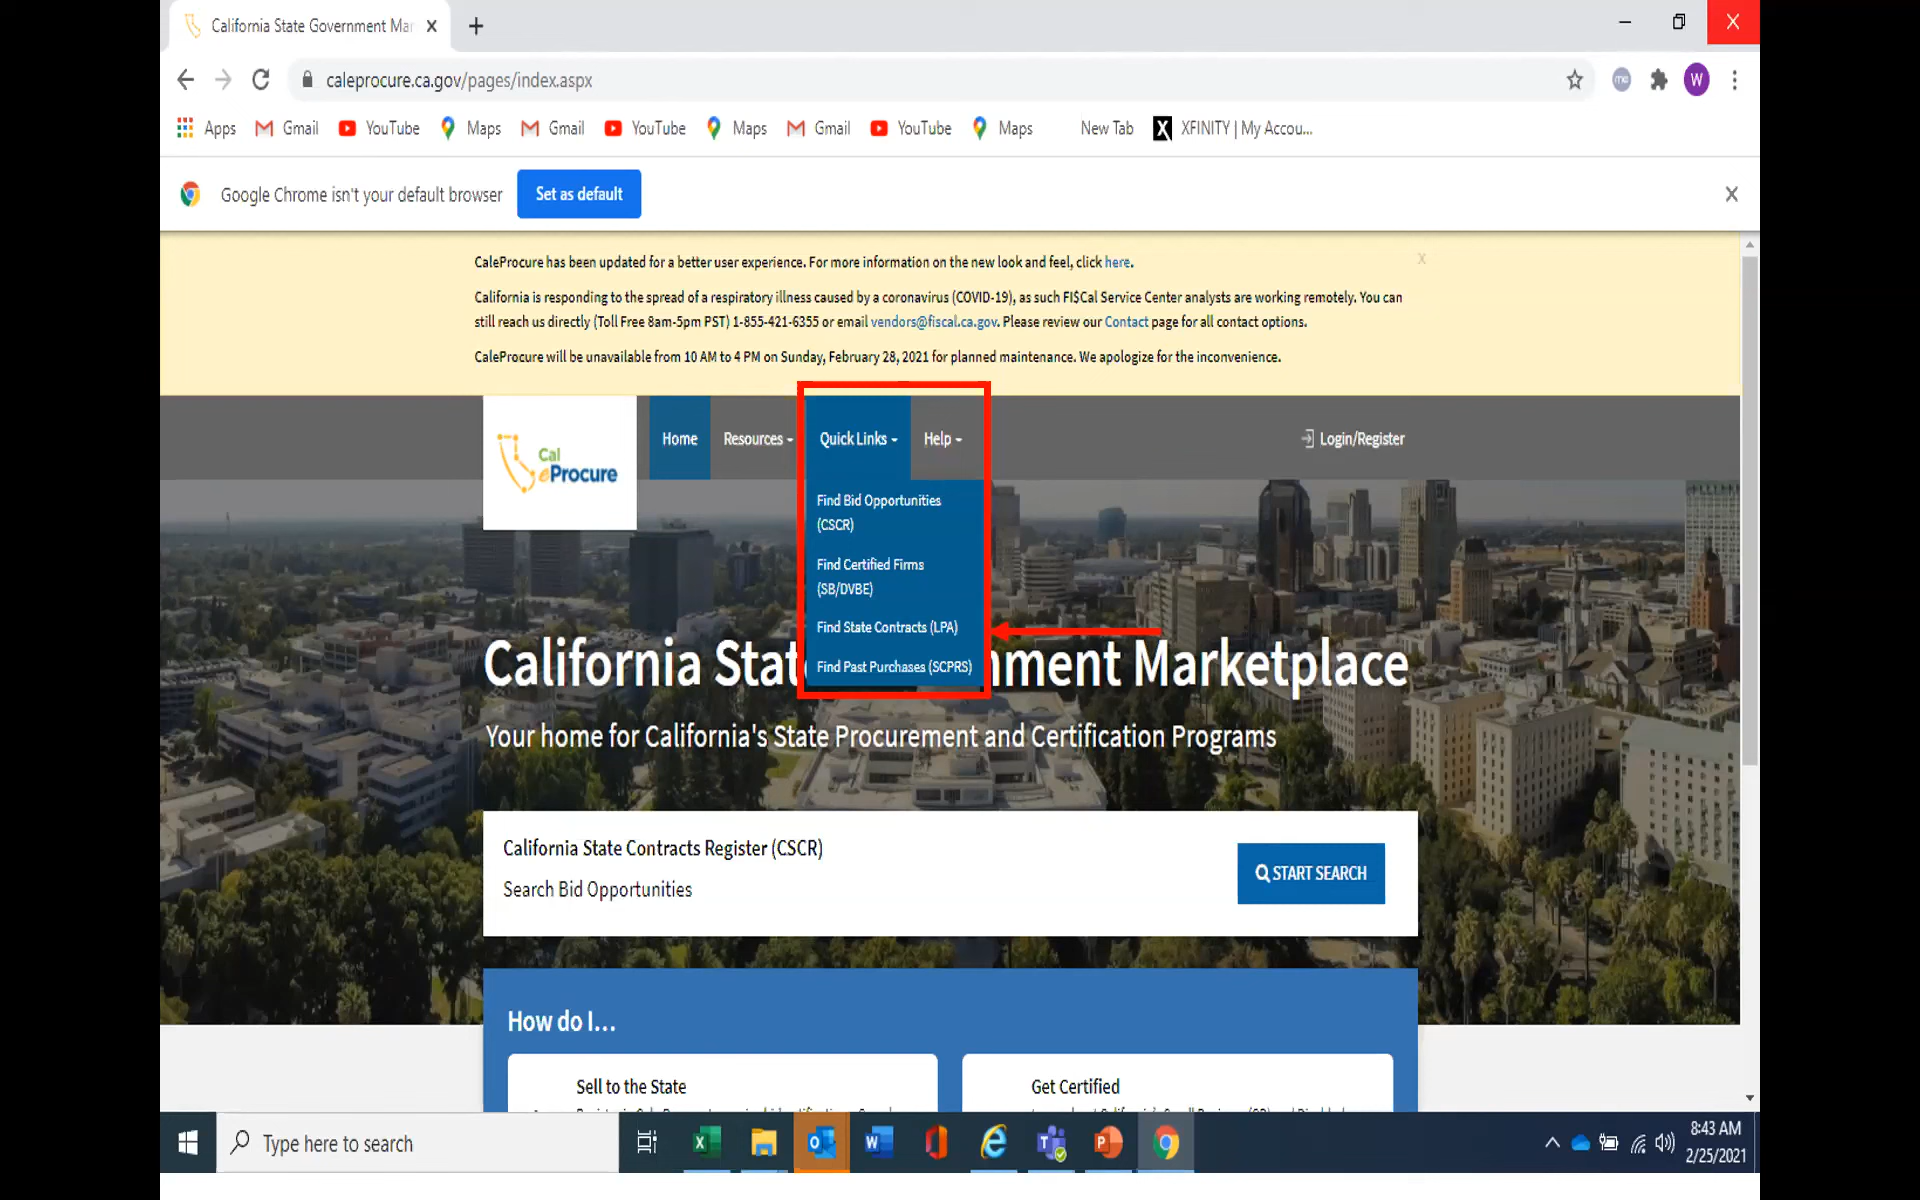 California State Government Mar
caleprocure.ca.gov/pages/index.aspx
W
Apps Gmail YouTube Maps Gmail YouTube Maps Gmail YouTube Maps New Tab X XFINITY | My Accou...
Google Chrome isn't your default browser Set as default
CaleProcure has been updated for a better user experience. For more information on the new look and feel, click here.
California is responding to the spread of a respiratory illness caused by a coronavirus (COVID-19), as such FI$Cal Service Center analysts are working remotely. You can
still reach us directly (Toll Free 8am-5pm PST) 1-855-421-6355 or email vendors@fiscal.ca.gov. Please review our Contact page for all contact options.
CaleProcure will be unavailable from 10 AM to 4 PM on Sunday, February 28, 2021 for planned maintenance. We apologize for the inconvenience.
Cal
eProcure
Home Resources Quick Links Help Login/Register
Find Bid Opportunities
(CSCR)
Find Certified Firms
(SB/DVBE)
Find State Contracts (LPA)
Find Past Purchases (SCPRS)
California Stat nment Marketplace
Your home for California's State Procurement and Certification Programs
California State Contracts Register (CSCR)
Search Bid Opportunities
START SEARCH
How do I...
Sell to the State
Get Certified
Type here to search
8:43 AM
2/25/2021